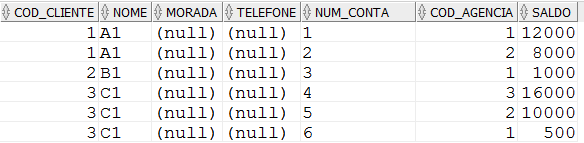 COD_CLIENTE NOME MORADA TELEFONE NUM_CONTA COD_AGENCIA SALDO
1 A1 (null) (null) 1 1 12000
1 A1 (null) (null) 2 2 8000
2 B1 (null) (null) 3 1 1000
3 C1 (null) (null) 4 3 16000
3 C1 (null) (null) 5 2 10000
3 C1 (null) (null) 6 1 500